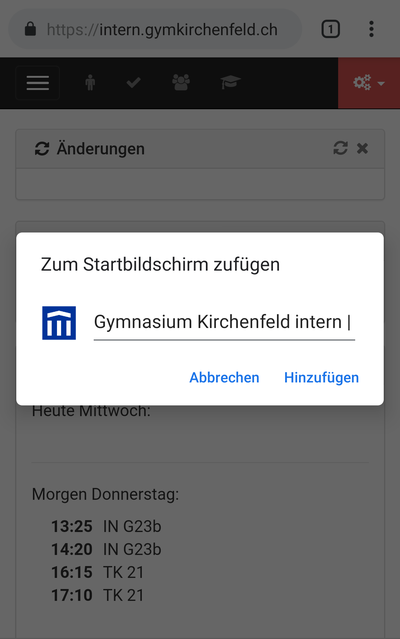 https://intern.gymkirchenfeld.ch 1
Änderungen
Zum Startbildschirm zufügen
Gymnasium Kirchenfeld intern |
Abbrechen Hinzufügen
Heute Mittwoch:
Morgen Donnerstag:
13:25 IN G23b
14:20 IN G23b
16:15 TK 21
17:10 TK 21